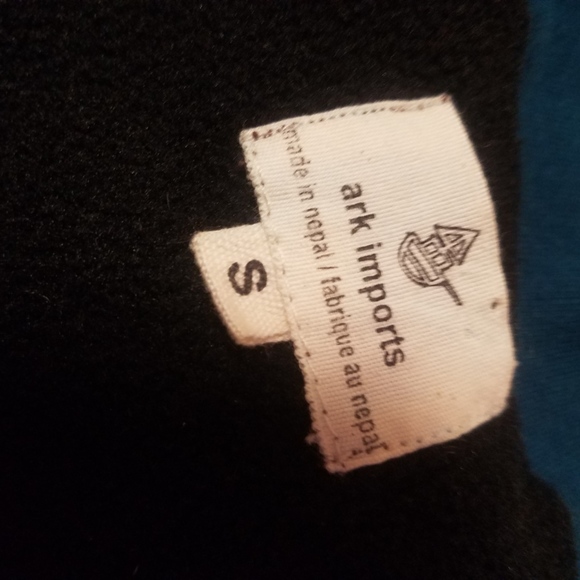 ark imports
made in nepal / fabrique au nepal
S